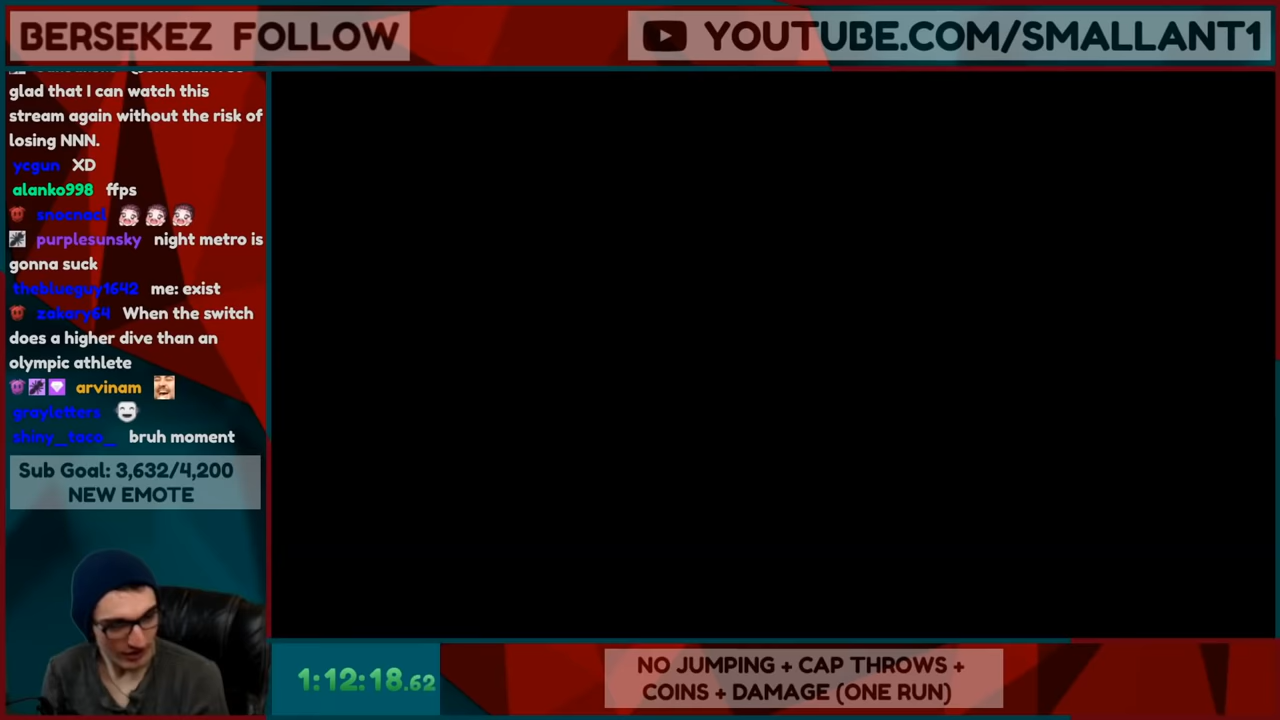 BERSEKEZ FOLLOW
YOUTUBE.COM/SMALLANT1
glad that I can watch this
stream again without the risk of
losing NNN.
ycgun XD
alanko998 ffps
snocnocl
purplesunsky night metro is
gonna suck
theblueguy1642 me: exist
zakary64 When the switch
does a higher dive than an
olympic athlete
arvinam
grayletters
shiny_taco_ bruh moment
Sub Goal: 3,632/4,200
NEW EMOTE
1:12:18.62
NO JUMPING + CAP THROWS +
COINS + DAMAGE (ONE RUN)